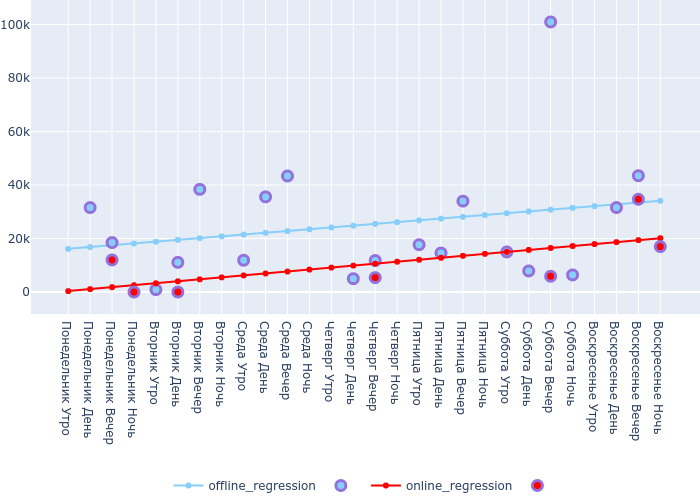 100k
80k
60k
40k
20k
0
Понедельник Утро
Понедельник День
Понедельник Вечер
Понедельник Ночь
Вторник Утро
Вторник День
Вторник Вечер
Вторник Ночь
Среда Утро
Среда День
Среда Вечер
Среда Ночь
Четверг Утро
Четверг День
Четверг Вечер
Четверг Ночь
Пятница Утро
Пятница День
Пятница Вечер
Пятница Ночь
Суббота Утро
Суббота День
Суббота Вечер
Суббота Ночь
Воскресенье Утро
Воскресенье День
Воскресенье Вечер
Воскресенье Ночь
offline_regression
online_regression